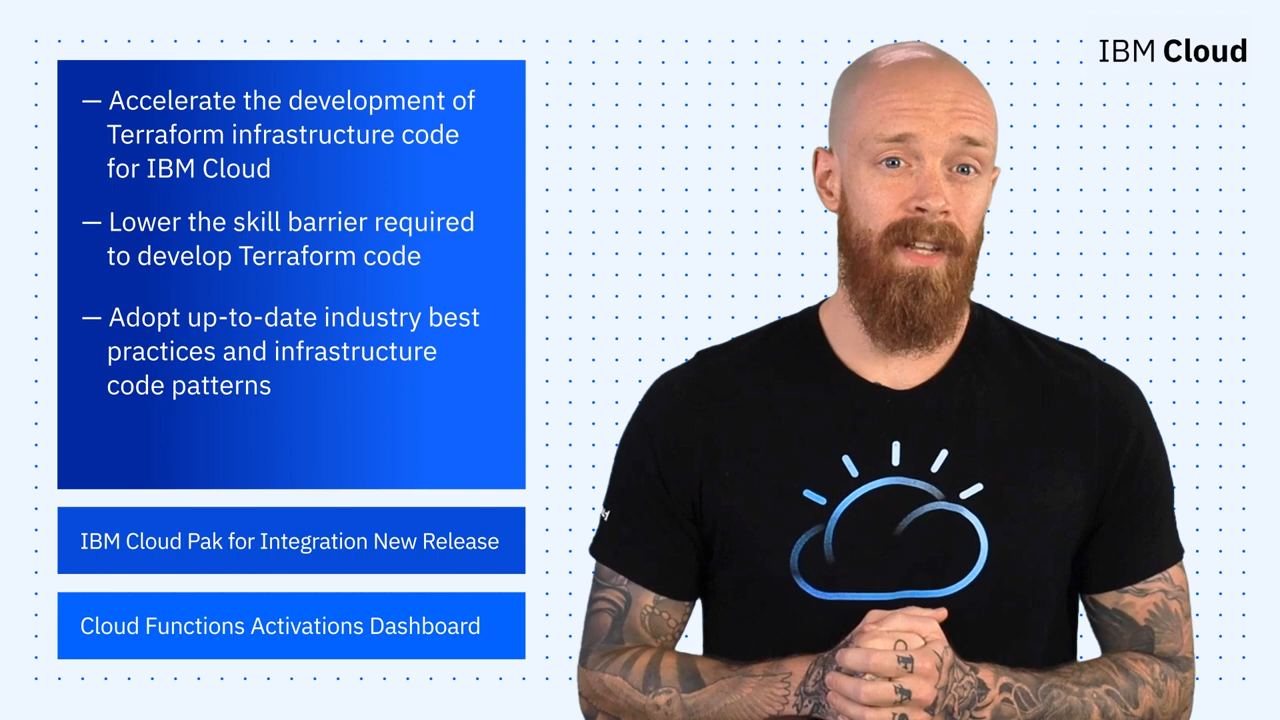 IBM Cloud
— Accelerate the development of
Terraform infrastructure code
for IBM Cloud
— Lower the skill barrier required
to develop Terraform code
— Adopt up-to-date industry best
practices and infrastructure
code patterns
IBM Cloud Pak for Integration New Release
Cloud Functions Activations Dashboard